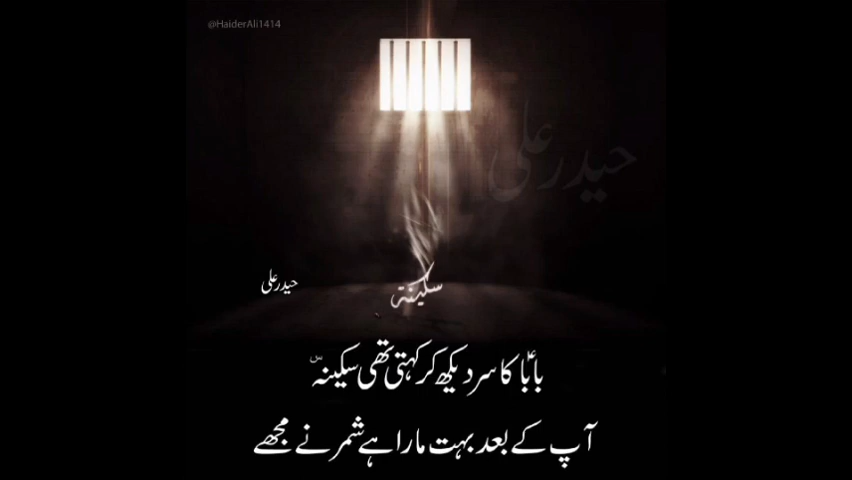 @HaiderAli1414
حیدر علی
حیدر علی
سکینہ
باباؑ کا سر دیکھ کر کہتی تھی سکینہؑس
آپ کے بعد بہت مارا ہے شمر نے مجھے